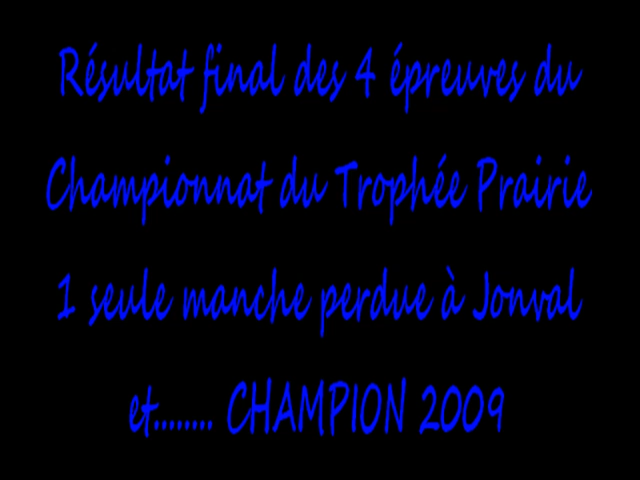 Résultat final des 4 épreuves du
Championnat du Trophée Prairie
1 seule manche perdue à Jonval
et........ CHAMPION 2009